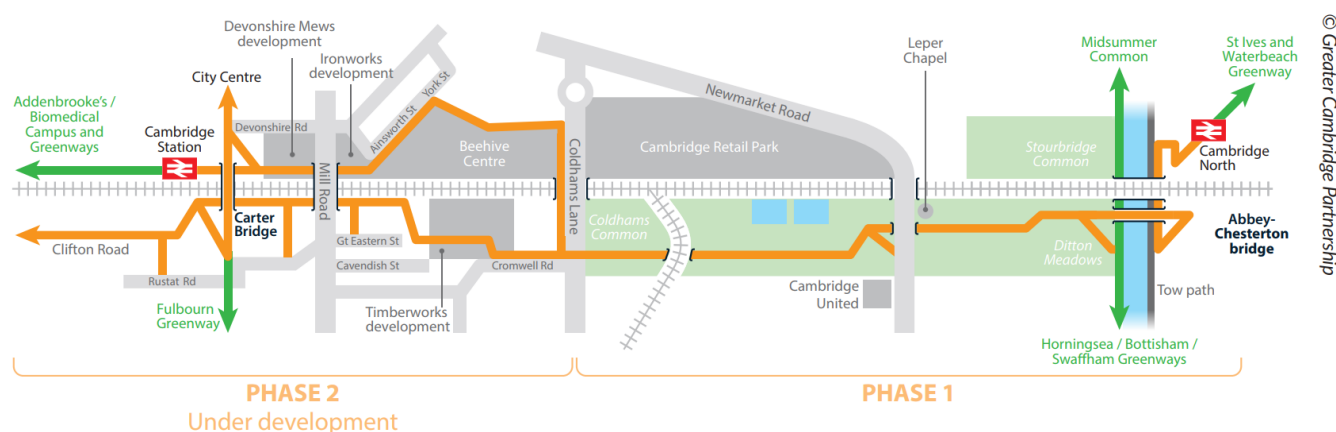 Devonshire Mews
development
Ironworks
development
City Centre
Addenbrooke's /
Biomedical
Campus and
Greenways
Cambridge
Station
Devonshire Rd
Ainsworth St
York St
Mill Road
Beehive
Centre
Coldhams Lane
Newmarket Road
Cambridge Retail Park
Leper
Chapel
Midsummer
Common
St Ives and
Waterbeach
Greenway
Stourbridge
Common
Cambridge
North
© Greater Cambridge Partnership
Carter
Bridge
Clifton Road
Rustat Rd
Fulbourn
Greenway
Gt Eastern St
Cavendish St
Timberworks
development
Cromwell Rd
Coldhams
Common
Cambridge
United
Ditton
Meadows
Abbey-
Chesterton
bridge
Tow path
Horningsea / Bottisham /
Swaffham Greenways
PHASE 2
Under development
PHASE 1